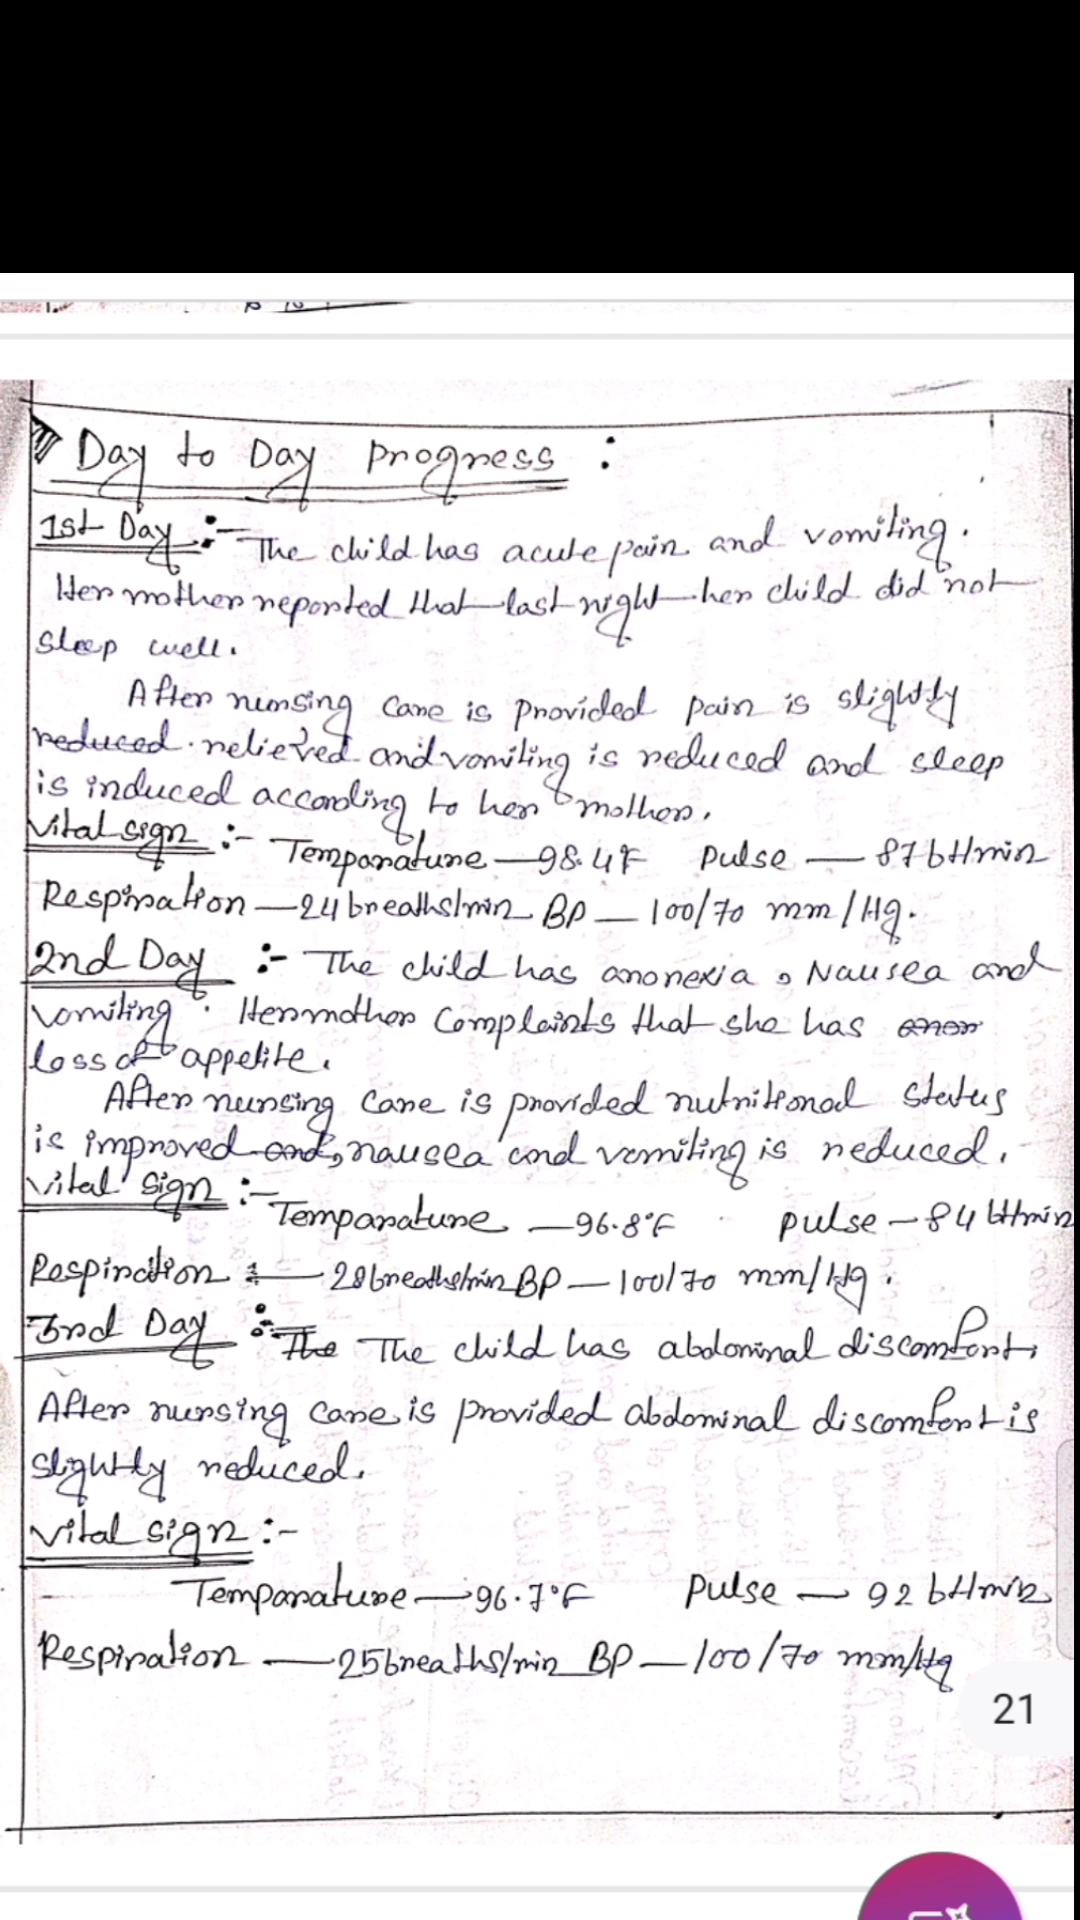 Day to Day Progress :
1st Day :- The child has acute pain and vomiting.
Her mother reported that last night her child did not
sleep well.
After nursing care is provided pain is slightly
reduced. relieved and vomiting is reduced and sleep
is induced according to her mother.
Vital sign :- Temparature — 98.4°F Pulse — 87 bt/min
Respiration — 24 breaths/min BP — 100/70 mm/Hg.
2nd Day :- The child has anorexia, Nausea and
vomiting. Her mother Complaints that she has
loss of appetite.
After nursing care is provided nutritional status
is improved and, nausea and vomiting is reduced.
Vital sign :- Temparature — 96.8°F pulse — 84 bt/min
Respiration — 28 breaths/min BP — 100/70 mm/Hg.
3rd Day : The The child has abdominal discomfort,
After nursing care is provided abdominal discomfort is
slightly reduced.
Vital sign :-
Temparature — 96.7°F Pulse — 92 bt/min
Respiration — 25 breaths/min BP — 100/70 mm/Hg
21